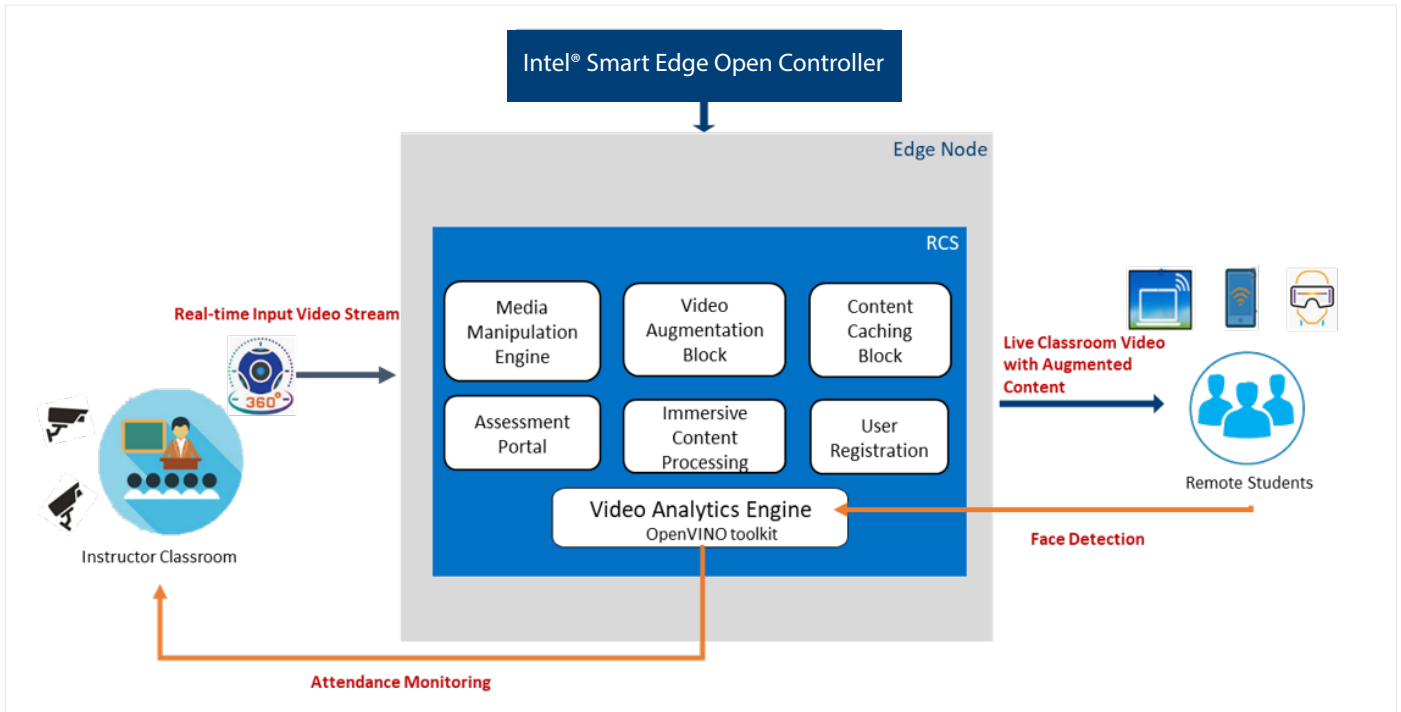 Intel® Smart Edge Open Controller
Edge Node
RCS
Media
Manipulation
Engine
Video
Augmentation
Block
Content
Caching
Block
Assessment
Portal
Immersive
Content
Processing
User
Registration
Video Analytics Engine
OpenVINO toolkit
Real-time Input Video Stream
360°
Instructor Classroom
Live Classroom Video
with Augmented
Content
Remote Students
Face Detection
Attendance Monitoring